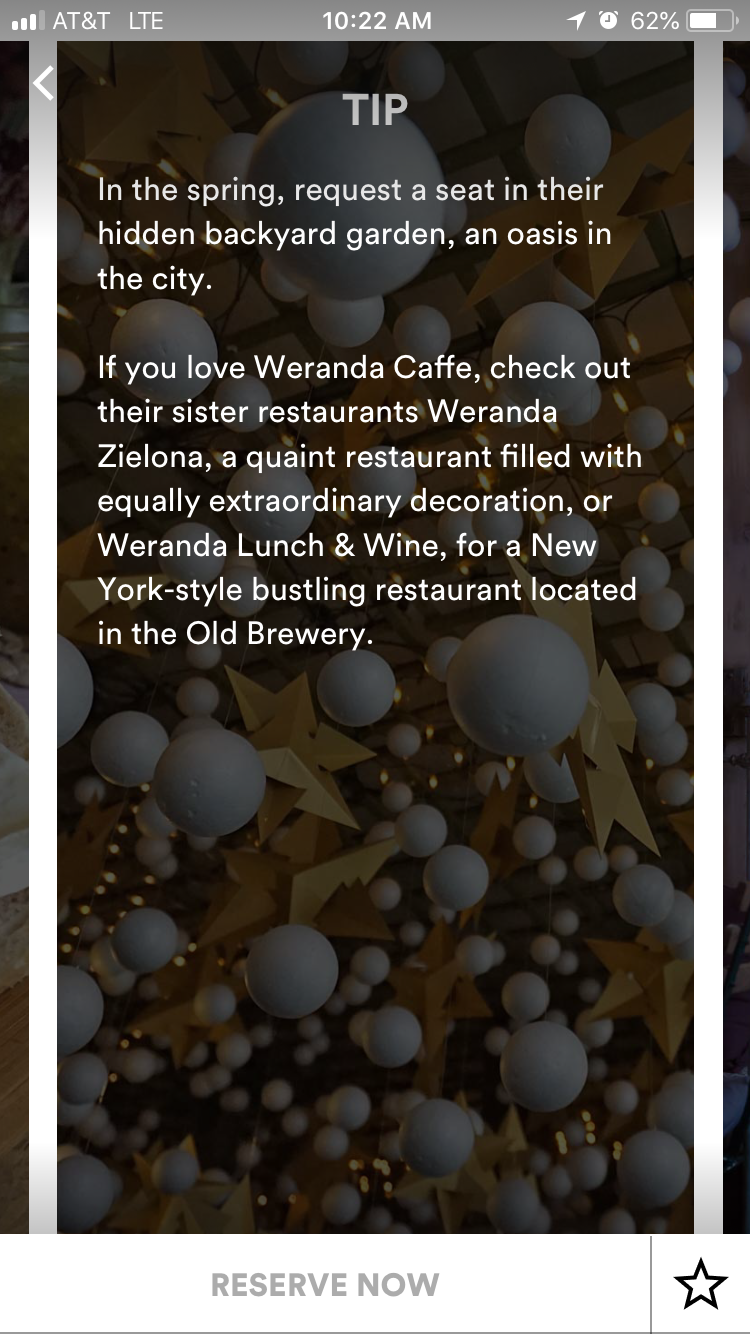 AT&T LTE 10:22 AM 62%
TIP
In the spring, request a seat in their
hidden backyard garden, an oasis in
the city.
If you love Weranda Caffe, check out
their sister restaurants Weranda
Zielona, a quaint restaurant filled with
equally extraordinary decoration, or
Weranda Lunch & Wine, for a New
York-style bustling restaurant located
in the Old Brewery.
RESERVE NOW